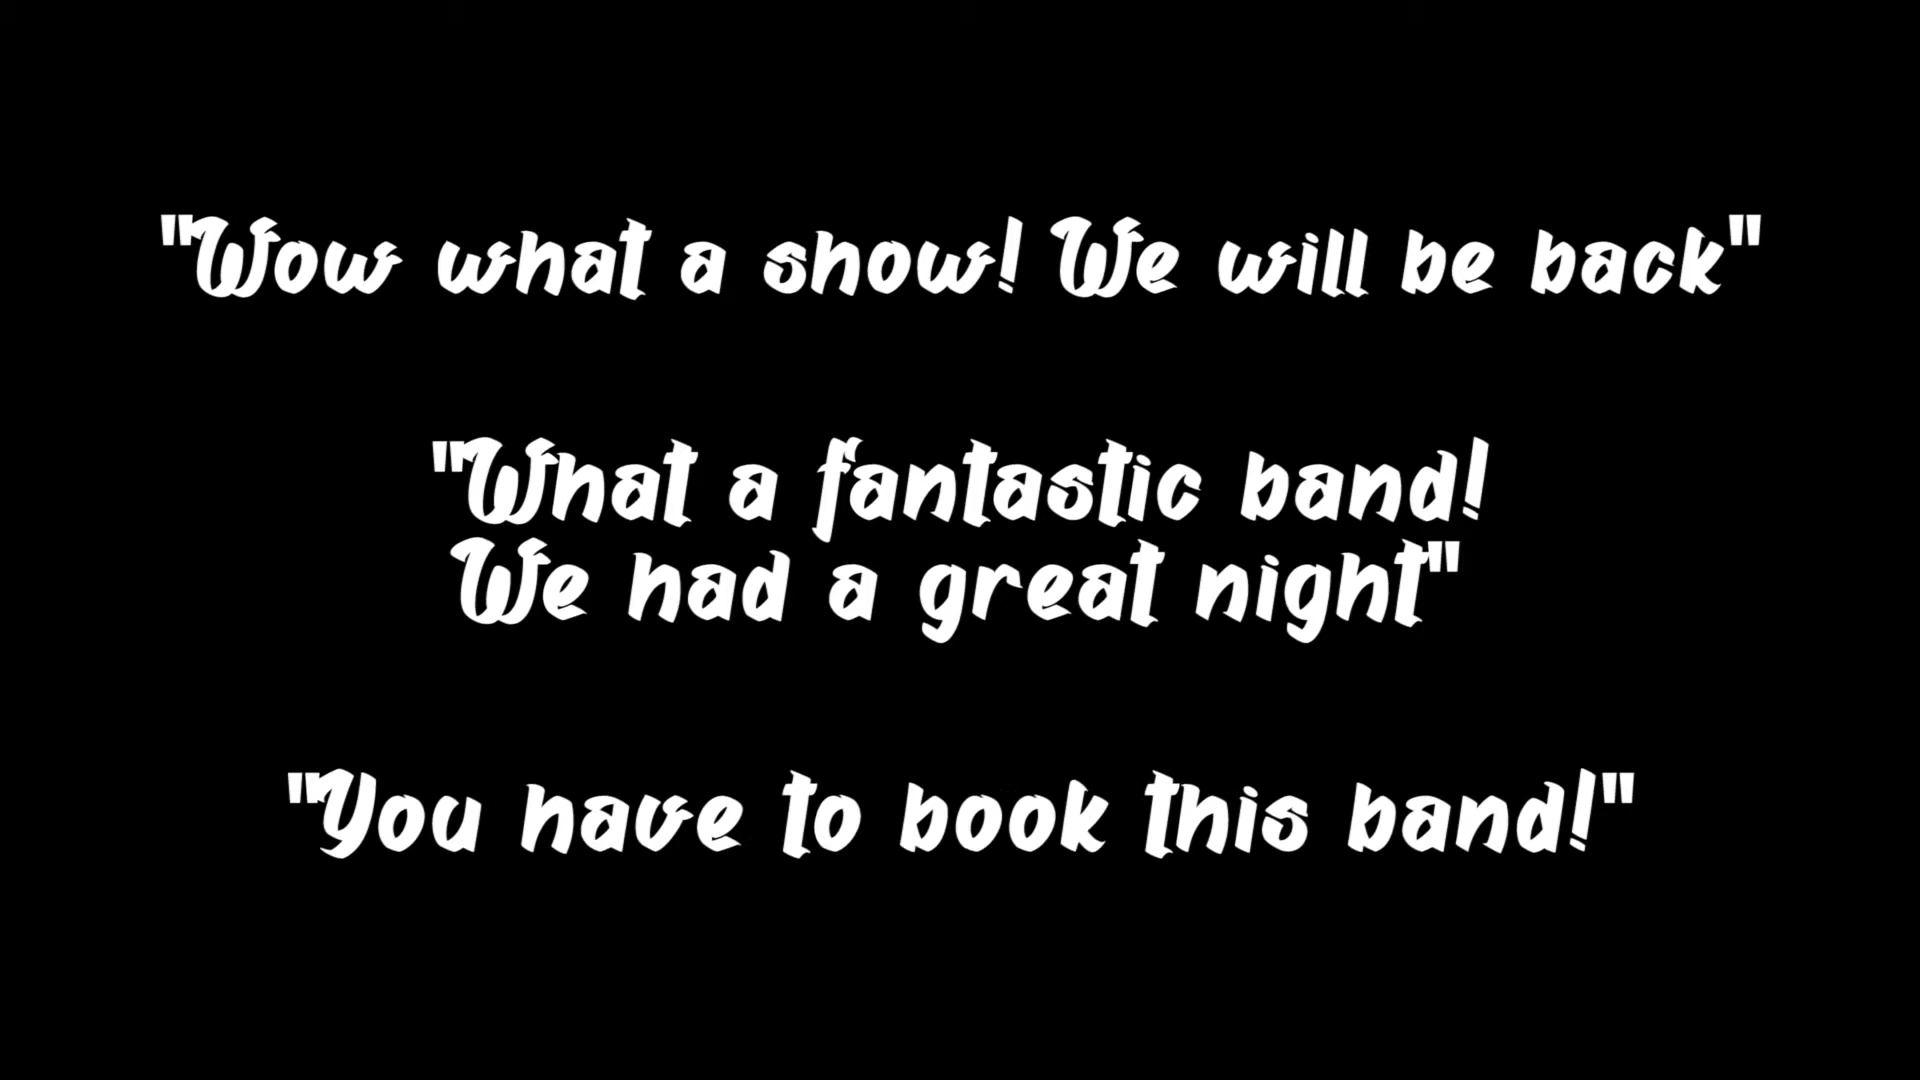 "Wow what a show! We will be back"
"What a fantastic band!
We had a great night"
"You have to book this band!"